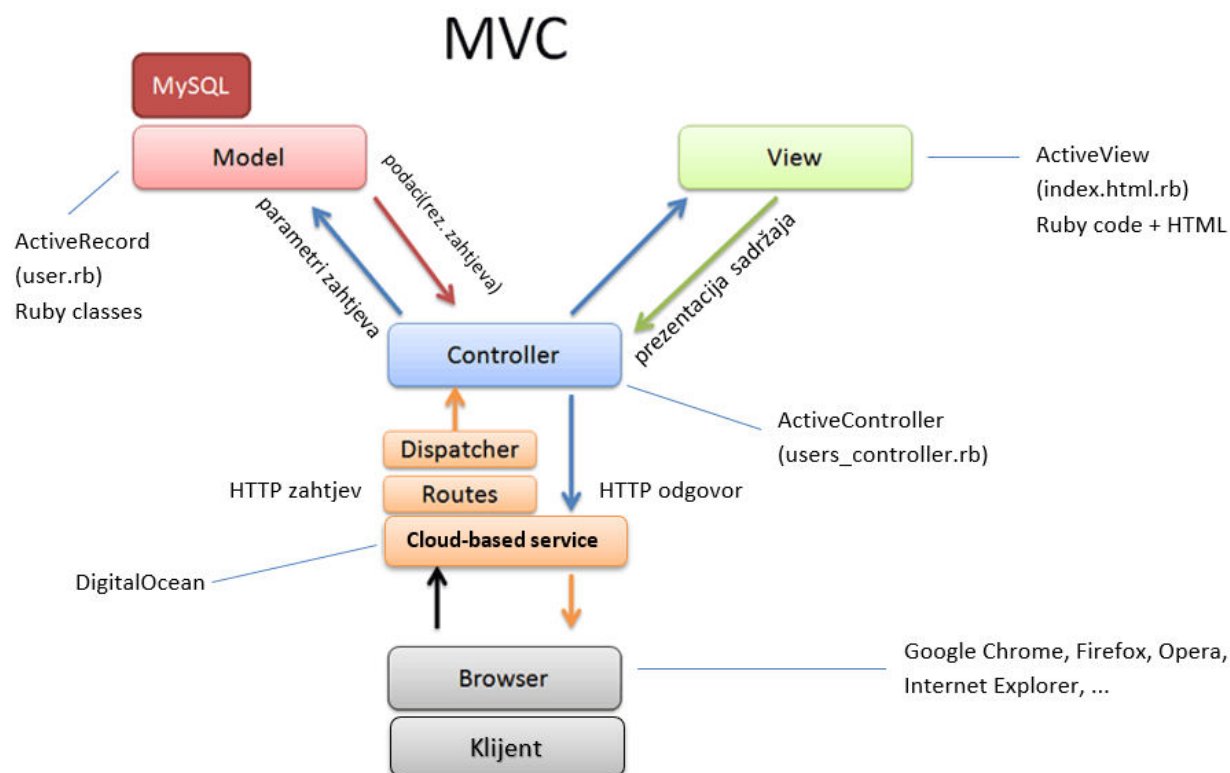 MVC
MySQL
Model
View
ActiveView
(index.html.rb)
Ruby code + HTML
podaci(rez. zahtjeva)
parametri zahtjeva
ActiveRecord
(user.rb)
Ruby classes
prezentacija sadržaja
Controller
ActiveController
(users_controller.rb)
Dispatcher
HTTP zahtjev
Routes
HTTP odgovor
Cloud-based service
DigitalOcean
Browser
Google Chrome, Firefox, Opera,
Internet Explorer, ...
Klijent